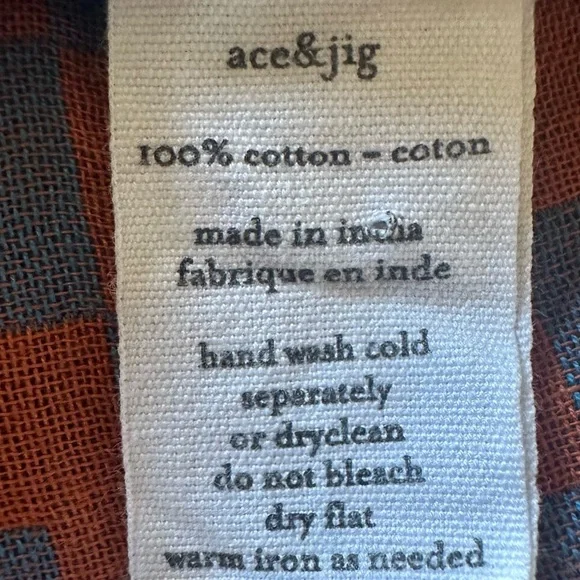 ace&jig
100% cotton – coton
made in india
fabrique en inde
hand wash cold
separately
or dryclean
do not bleach
dry flat
warm iron as needed